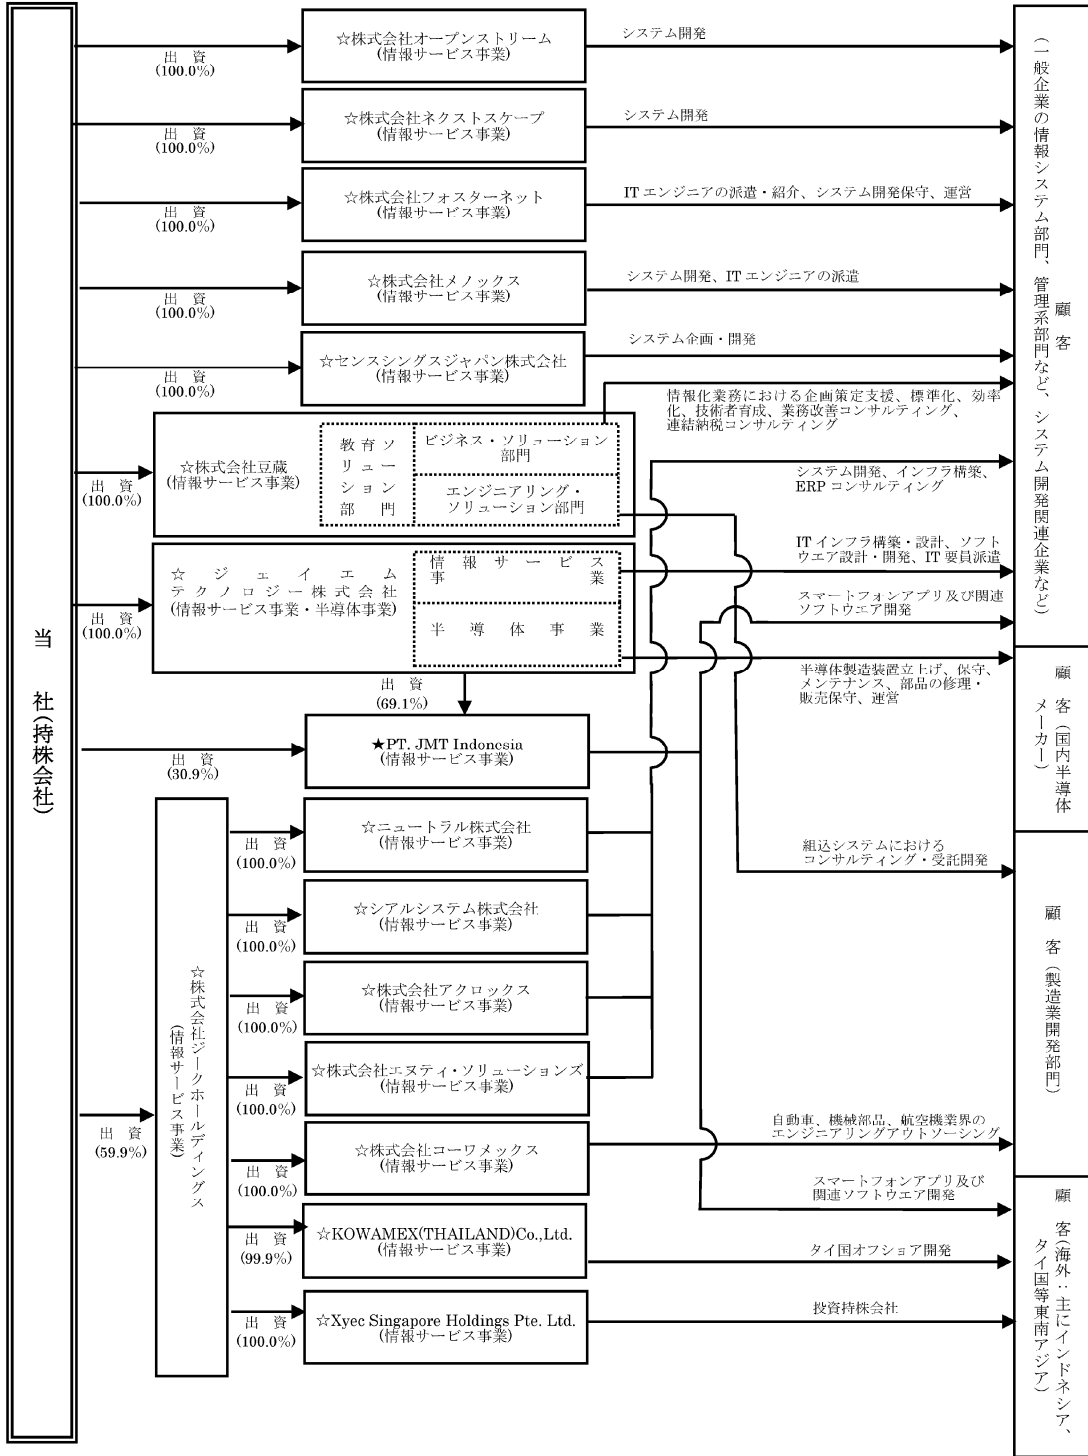 当　社（持株会社）
出　資
(100.0%)
☆株式会社オープンストリーム
(情報サービス事業)
システム開発
出　資
(100.0%)
☆株式会社ネクストスケープ
(情報サービス事業)
システム開発
出　資
(100.0%)
☆株式会社フォスターネット
(情報サービス事業)
ITエンジニアの派遣・紹介、システム開発保守、運営
出　資
(100.0%)
☆株式会社メノックス
(情報サービス事業)
システム開発、ITエンジニアの派遣
出　資
(100.0%)
☆センスシングスジャパン株式会社
(情報サービス事業)
システム企画・開発
情報化業務における企画策定支援、標準化、効率
化、技術者育成、業務改善コンサルティング、
連結納税コンサルティング
出　資
(100.0%)
☆株式会社豆蔵
(情報サービス事業)
教育ソ
リュー
ション
部　門
ビジネス・ソリューション
部門
エンジニアリング・
ソリューション部門
システム開発、インフラ構築、
ERPコンサルティング
出　資
(100.0%)
☆ジェイエム
テクノロジー株式会社
(情報サービス事業・半導体事業)
情報サービス
事　業
半導体事業
ITインフラ構築・設計、ソフト
ウエア設計・開発、IT要員派遣
スマートフォンアプリ及び関連
ソフトウエア開発
半導体製造装置立上げ、保守、
メンテナンス、部品の修理・
販売保守、運営
出　資
(69.1%)
出　資
(30.9%)
★PT. JMT Indonesia
(情報サービス事業)
出　資
(59.9%)
☆株式会社ジークホールディングス
(情報サービス事業)
出　資
(100.0%)
☆ニュートラル株式会社
(情報サービス事業)
組込システムにおける
コンサルティング・受託開発
出　資
(100.0%)
☆シアルシステム株式会社
(情報サービス事業)
出　資
(100.0%)
☆株式会社アクロックス
(情報サービス事業)
出　資
(100.0%)
☆株式会社エヌティ・ソリューションズ
(情報サービス事業)
出　資
(100.0%)
☆株式会社コーワメックス
(情報サービス事業)
自動車、機械部品、航空機業界の
エンジニアリングアウトソーシング
スマートフォンアプリ及び
関連ソフトウエア開発
出　資
(99.9%)
☆KOWAMEX(THAILAND)Co.,Ltd.
(情報サービス事業)
タイ国オフショア開発
出　資
(100.0%)
☆Xyec Singapore Holdings Pte. Ltd.
(情報サービス事業)
投資持株会社
顧　客
（一般企業の情報システム部門、管理系部門など、システム開発関連企業など）
顧　客（国内半導体
メーカー）
顧　客（製造業開発部門）
顧　客（海外：主にインドネシア、
タイ国等東南アジア）